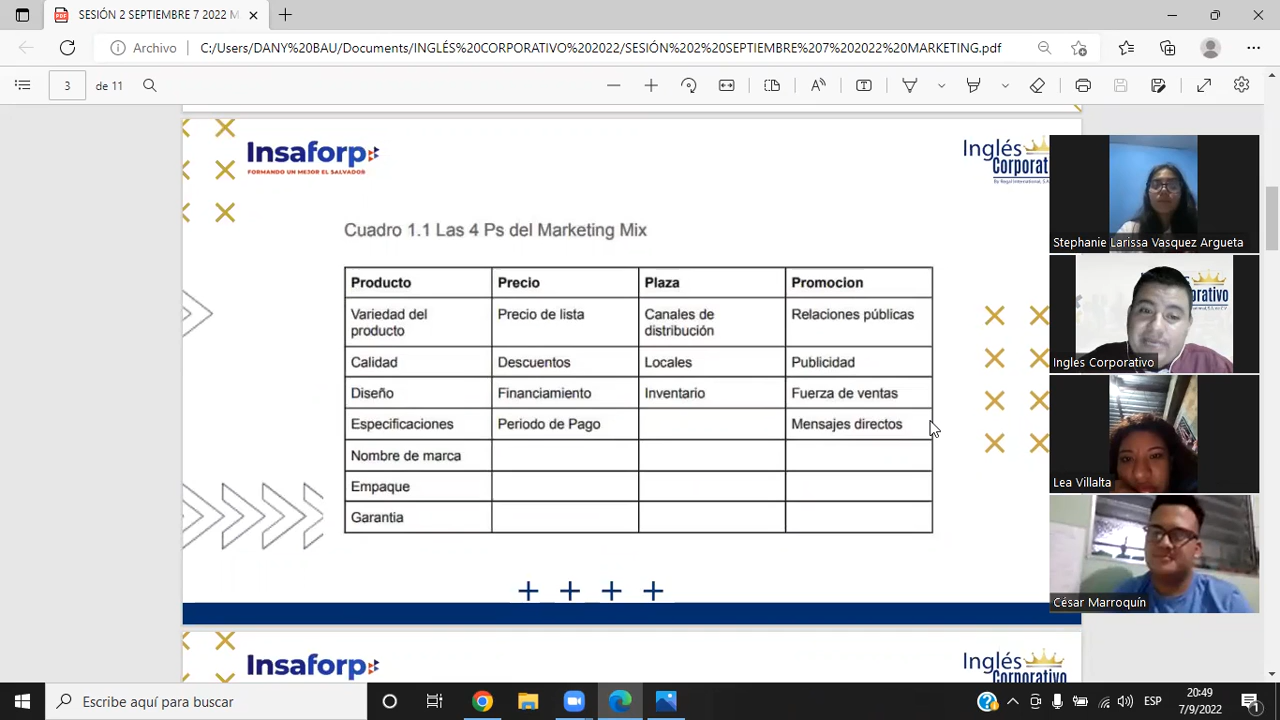 SESIÓN 2 SEPTIEMBRE 7 2022 M
Archivo
C:/Users/DANY%20BAU/Documents/INGLÉS%20CORPORATIVO%202022/SESIÓN%202%20SEPTIEMBRE%207%202022%20MARKETING.pdf
3 de 11
Insaforp
FORMANDO UN MEJOR EL SALVADOR
Inglés
Corporativo
Cuadro 1.1 Las 4 Ps del Marketing Mix
Producto Precio Plaza Promocion
Variedad del producto Precio de lista Canales de distribución Relaciones públicas
Calidad Descuentos Locales Publicidad
Diseño Financiamiento Inventario Fuerza de ventas
Especificaciones Periodo de Pago Mensajes directos
Nombre de marca
Empaque
Garantia
Stephanie Larissa Vasquez Argueta
Inglés Corporativo
Lea Villalta
César Marroquín
Insaforp
Inglés
Corporativo
Escribe aquí para buscar
ESP
20:49
7/9/2022